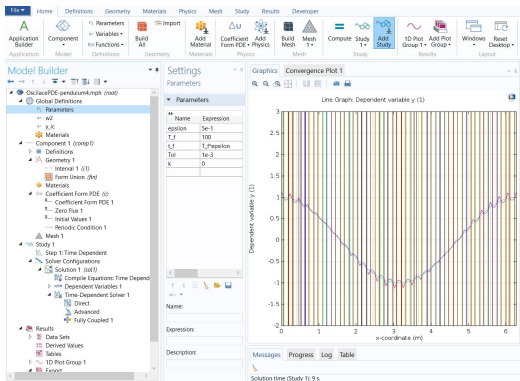 File Home Definitions Geometry Materials Physics Mesh Study Results Developer
Application Builder
Component 1
Parameters
Variables
Functions
Import
Build All
Add Material
Δu
Coefficient Form PDE
Add Physics
Build Mesh
Mesh 1
Compute
Study 1
Add Study
1D Plot Group 1
Add Plot Group
Windows
Reset Desktop
Application Model Definitions Geometry Materials Physics Mesh Study Results Layout
Model Builder
OscilacePDE-pendulum4.mph (root)
Global Definitions
Parameters
w2
y_ic
Materials
Component 1 (comp1)
Definitions
Geometry 1
Interval 1 (i1)
Form Union (fin)
Materials
Coefficient Form PDE (c)
Coefficient Form PDE 1
Zero Flux 1
Initial Values 1
Periodic Condition 1
Mesh 1
Study 1
Step 1: Time Dependent
Solver Configurations
Solution 1 (sol1)
Compile Equations: Time Depend
Dependent Variables 1
Time-Dependent Solver 1
Direct
Advanced
Fully Coupled 1
Results
Data Sets
Derived Values
Tables
1D Plot Group 1
Export
Settings
Parameters
Parameters
Name Expression
epsilon 5e-1
T_f 100
t_f T_f*epsilon
Tol 1e-3
k 0
Name:
Expression:
Description:
Graphics Convergence Plot 1
Line Graph: Dependent variable y (1)
Dependent variable y (1)
3
2.5
2
1.5
1
0.5
0
-0.5
-1
-1.5
-2
0 1 2 3 4 5 6
x-coordinate (m)
Messages Progress Log Table
Solution time (Study 1): 9 s.